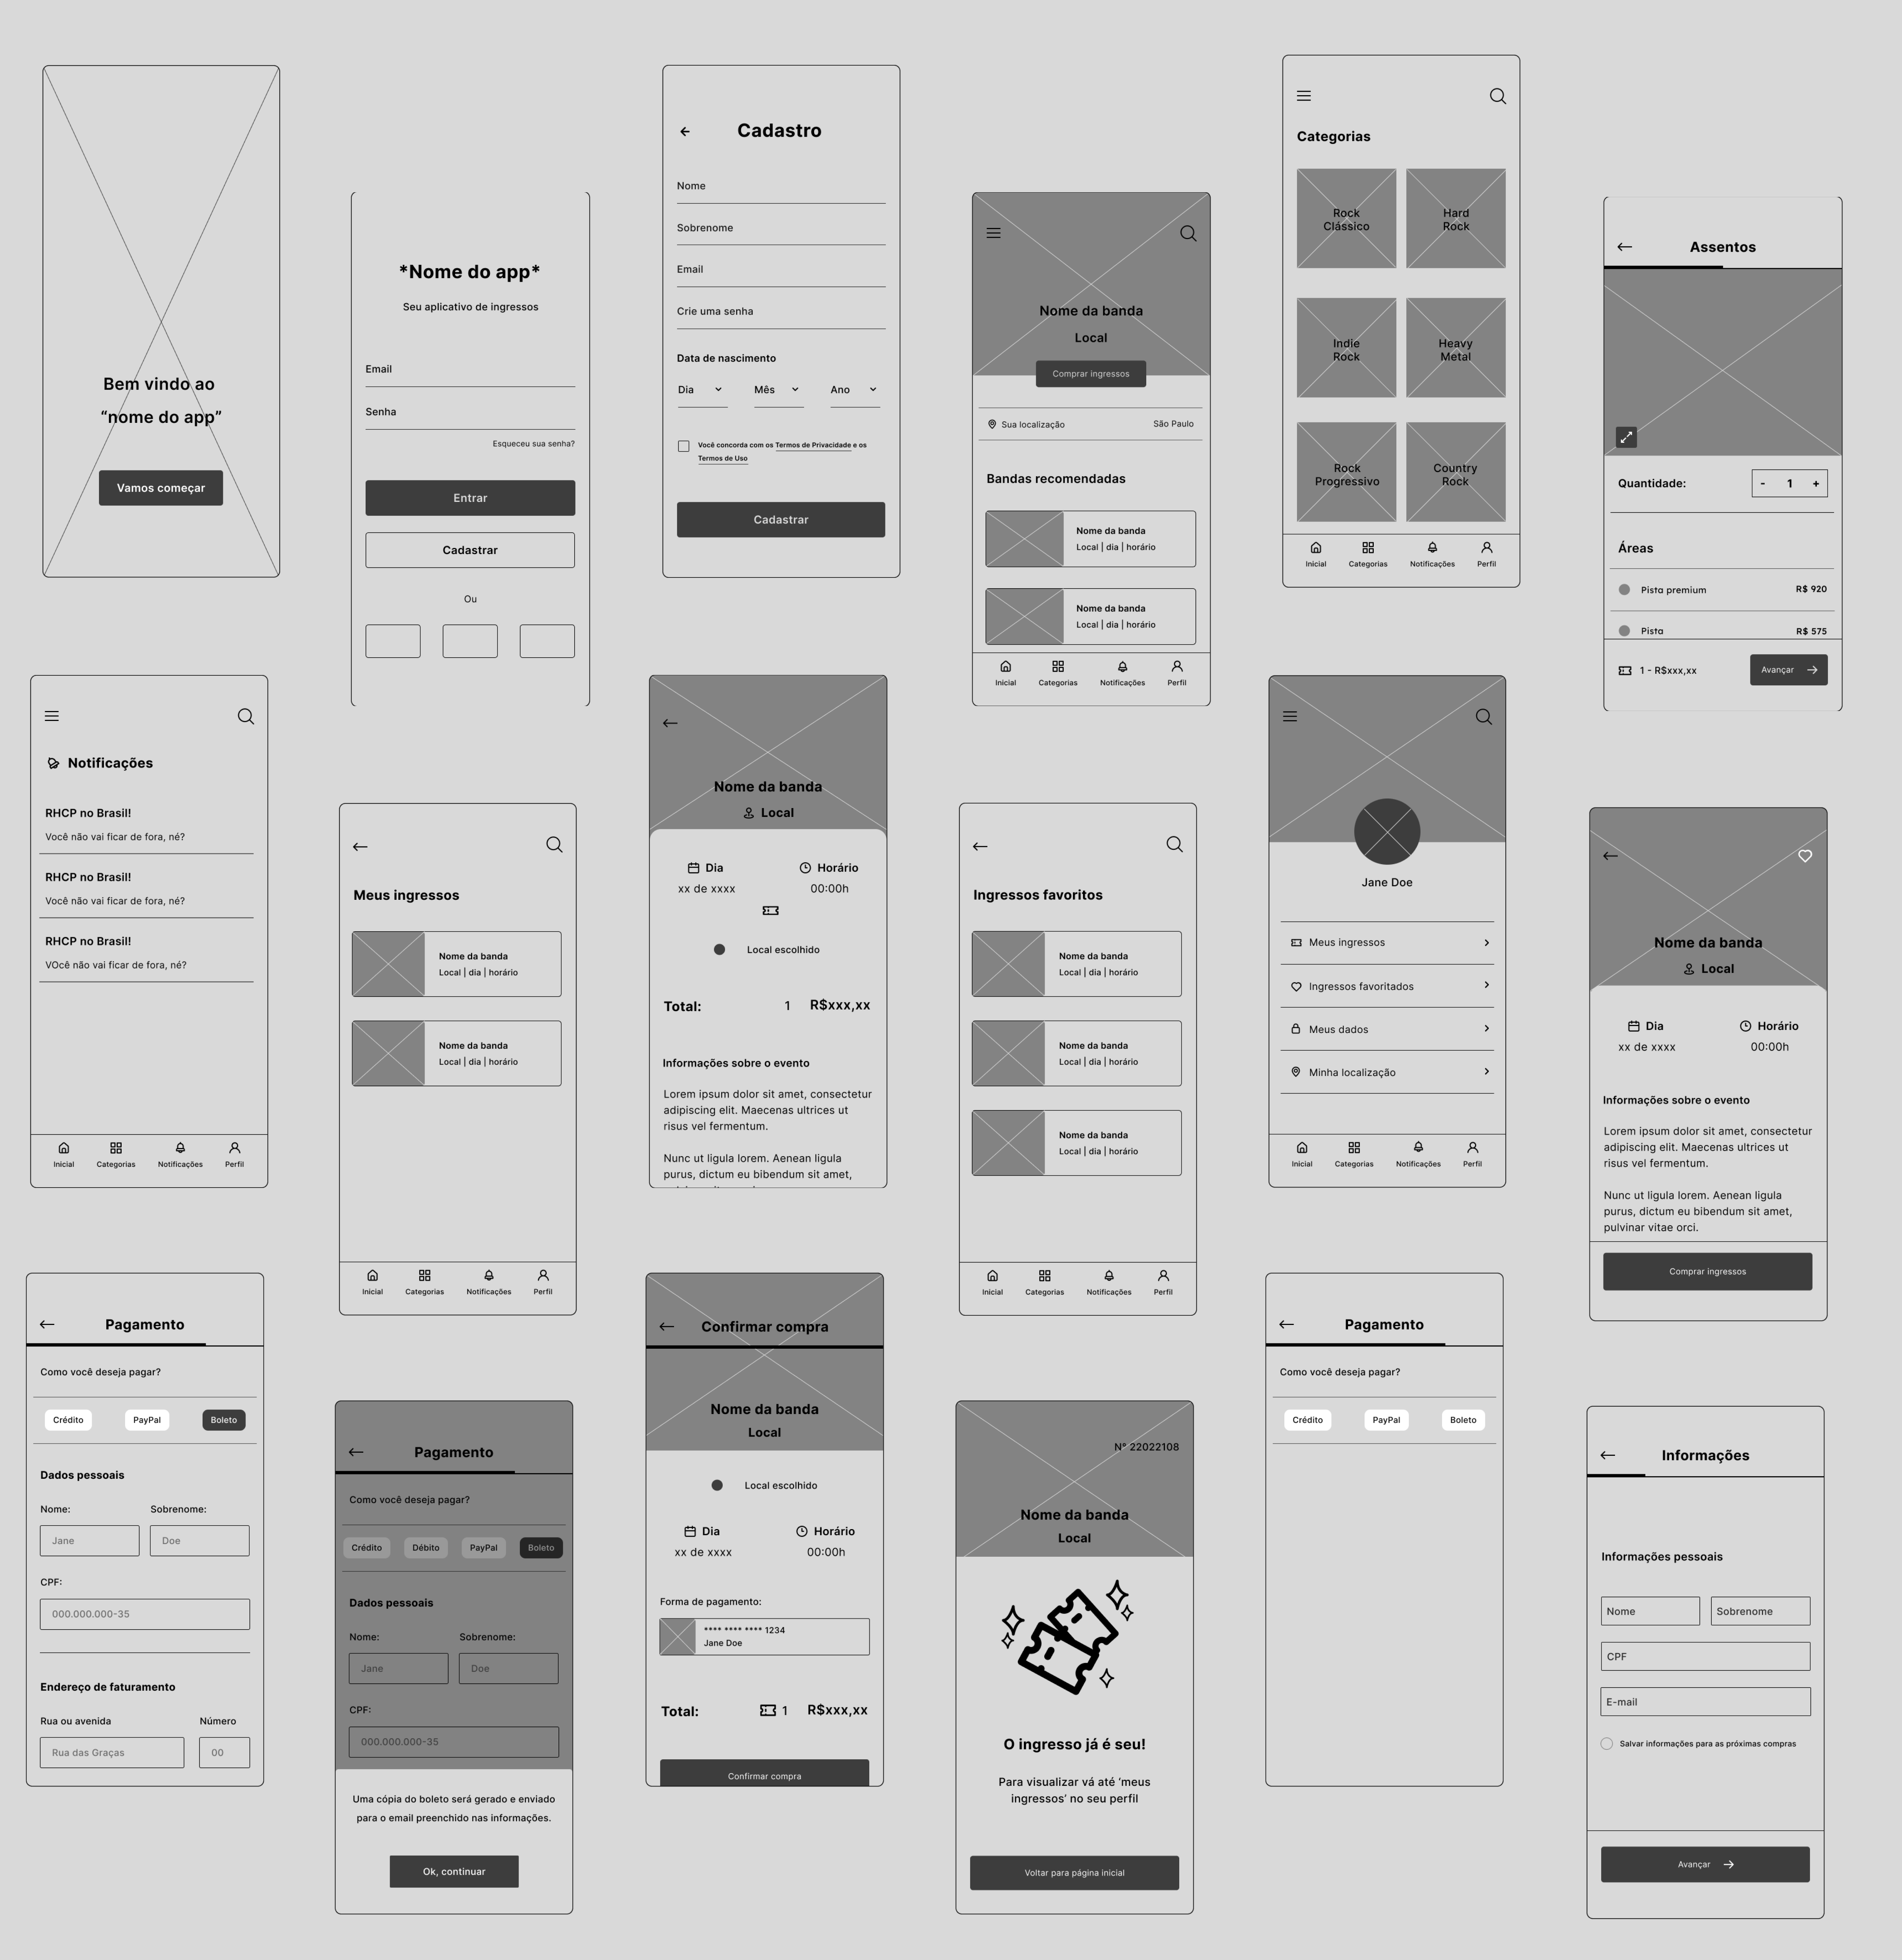 Bem vindo ao
“nome do app”
Vamos começar
*Nome do app*
Seu aplicativo de ingressos
Email
Senha
Esqueceu sua senha?
Entrar
Cadastrar
Ou
Cadastro
Nome
Sobrenome
Email
Crie uma senha
Data de nascimento
Dia Mês Ano
Você concorda com os Termos de Privacidade e os
Termos de Uso
Cadastrar
Nome da banda
Local
Comprar ingressos
Sua localização São Paulo
Bandas recomendadas
Nome da banda
Local | dia | horário
Nome da banda
Local | dia | horário
Inicial Categorias Notificações Perfil
Categorias
Rock
Clássico
Hard
Rock
Indie
Rock
Heavy
Metal
Rock
Progressivo
Country
Rock
Inicial Categorias Notificações Perfil
Assentos
Quantidade: - 1 +
Áreas
Pista premium R$ 920
Pista R$ 575
1 - R$xxx,xx Avançar
Notificações
RHCP no Brasil!
Você não vai ficar de fora, né?
RHCP no Brasil!
Você não vai ficar de fora, né?
RHCP no Brasil!
VOcê não vai ficar de fora, né?
Inicial Categorias Notificações Perfil
Meus ingressos
Nome da banda
Local | dia | horário
Nome da banda
Local | dia | horário
Inicial Categorias Notificações Perfil
Nome da banda
Local
Dia Horário
xx de xxxx 00:00h
Local escolhido
Total: 1 R$xxx,xx
Informações sobre o evento
Lorem ipsum dolor sit amet, consectetur
adipiscing elit. Maecenas ultrices ut
risus vel fermentum.
Nunc ut ligula lorem. Aenean ligula
purus, dictum eu bibendum sit amet,
Ingressos favoritos
Nome da banda
Local | dia | horário
Nome da banda
Local | dia | horário
Nome da banda
Local | dia | horário
Inicial Categorias Notificações Perfil
Jane Doe
Meus ingressos
Ingressos favoritados
Meus dados
Minha localização
Inicial Categorias Notificações Perfil
Nome da banda
Local
Dia Horário
xx de xxxx 00:00h
Informações sobre o evento
Lorem ipsum dolor sit amet, consectetur
adipiscing elit. Maecenas ultrices ut
risus vel fermentum.
Nunc ut ligula lorem. Aenean ligula
purus, dictum eu bibendum sit amet,
pulvinar vitae orci.
Comprar ingressos
Pagamento
Como você deseja pagar?
Crédito PayPal Boleto
Dados pessoais
Nome: Sobrenome:
Jane Doe
CPF:
000.000.000-35
Endereço de faturamento
Rua ou avenida Número
Rua das Graças 00
Pagamento
Como você deseja pagar?
Crédito Débito PayPal Boleto
Dados pessoais
Nome: Sobrenome:
Jane Doe
CPF:
000.000.000-35
Uma cópia do boleto será gerado e enviado
para o email preenchido nas informações.
Ok, continuar
Confirmar compra
Nome da banda
Local
Local escolhido
Dia Horário
xx de xxxx 00:00h
Forma de pagamento:
**** **** **** 1234
Jane Doe
Total: 1 R$xxx,xx
Confirmar compra
N° 22022108
Nome da banda
Local
O ingresso já é seu!
Para visualizar vá até ‘meus
ingressos’ no seu perfil
Voltar para página inicial
Pagamento
Como você deseja pagar?
Crédito PayPal Boleto
Informações
Informações pessoais
Nome Sobrenome
CPF
E-mail
Salvar informações para as próximas compras
Avançar